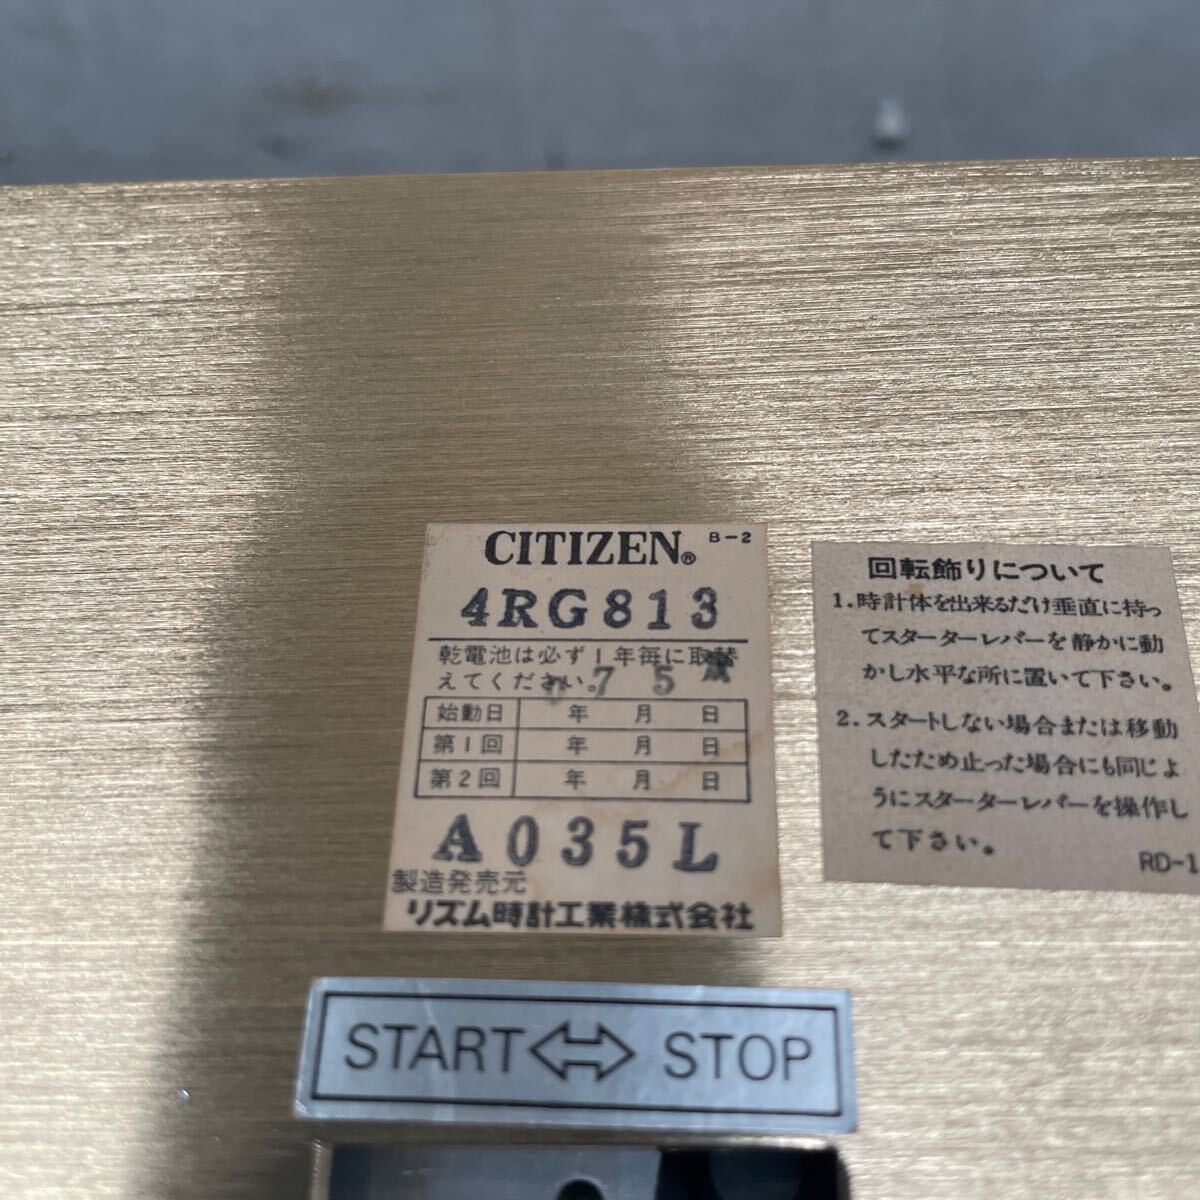 CITIZEN® B-2
4RG813
乾電池は必ず1年毎に取替
えてください。
7 5
始動日 年 月 日
第1回 年 月 日
第2回 年 月 日
A035L
製造発売元
リズム時計工業株式会社
回転飾りについて
1.時計体を出来るだけ垂直に持っ
てスターターレバーを静かに動
かし水平な所に置いて下さい。
2.スタートしない場合または移動
したため止った場合にも同じよ
うにスターターレバーを操作し
て下さい。
RD-1
START ⇔ STOP